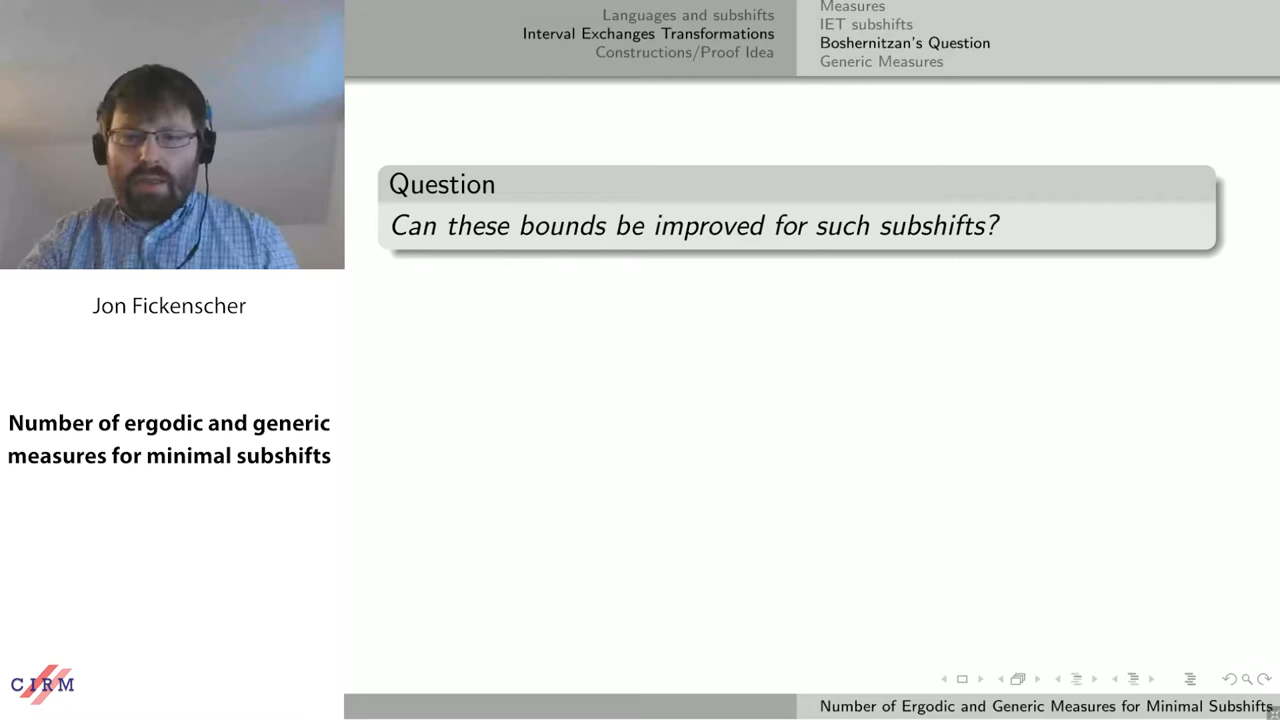 Languages and subshifts
Interval Exchanges Transformations
Constructions/Proof Idea
Measures
IET subshifts
Boshernitzan's Question
Generic Measures
Question
Can these bounds be improved for such subshifts?
Jon Fickenscher
Number of ergodic and generic
measures for minimal subshifts
CIRM
Number of Ergodic and Generic Measures for Minimal Subshifts